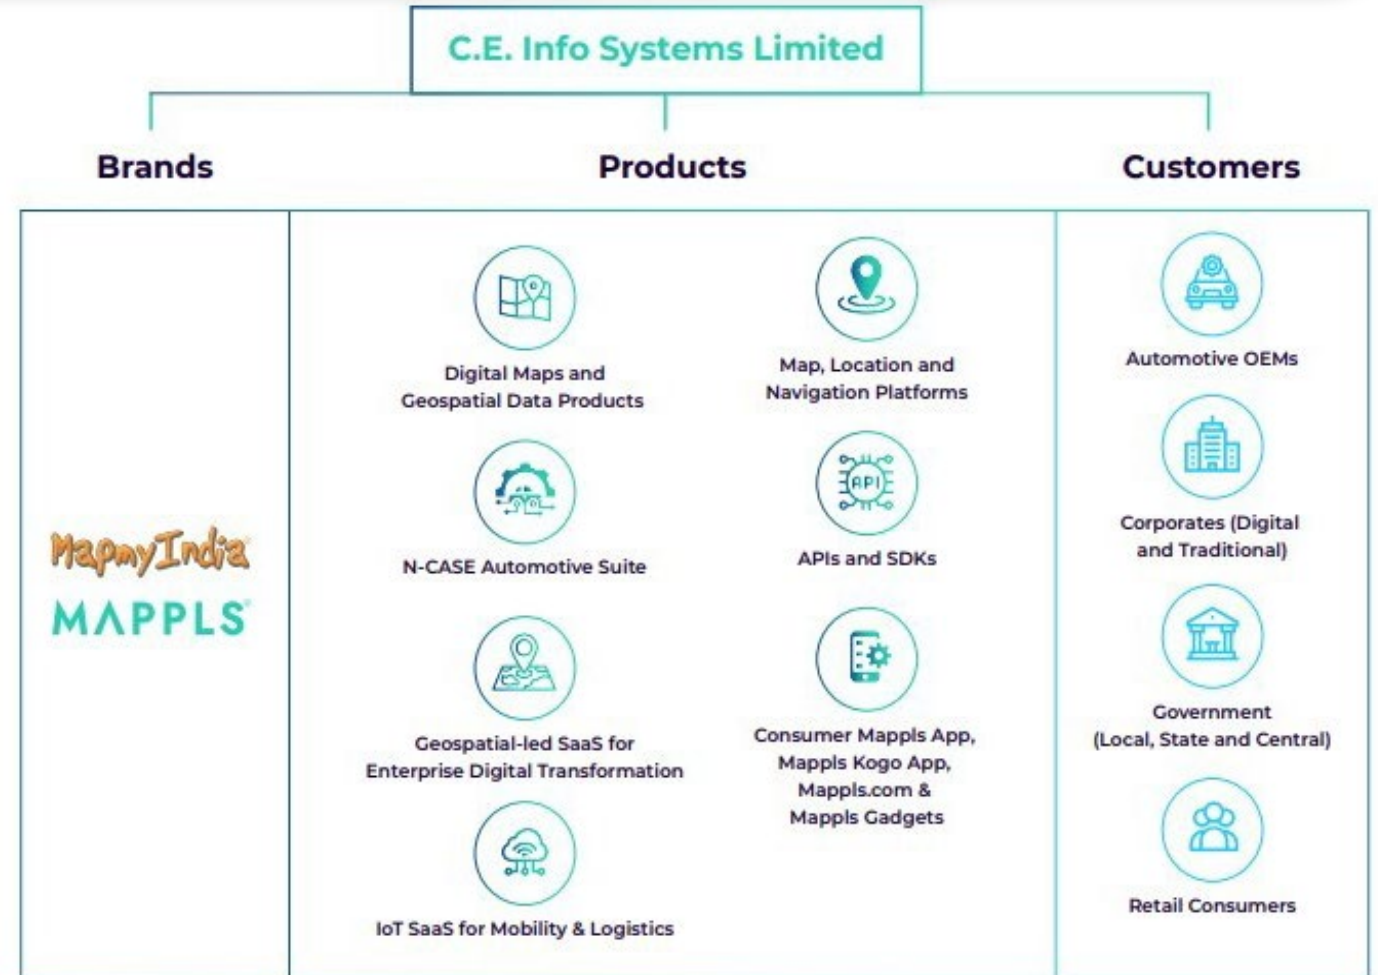 C.E. Info Systems Limited
Brands
Products
Customers
MapmyIndia
MAPPLS
Digital Maps and
Geospatial Data Products
Map, Location and
Navigation Platforms
N-CASE Automotive Suite
API
APIs and SDKs
Geospatial-led SaaS for
Enterprise Digital Transformation
Consumer Mappls App,
Mappls Kogo App,
Mappls.com &
Mappls Gadgets
IoT SaaS for Mobility & Logistics
Automotive OEMs
Corporates (Digital
and Traditional)
Government
(Local, State and Central)
Retail Consumers